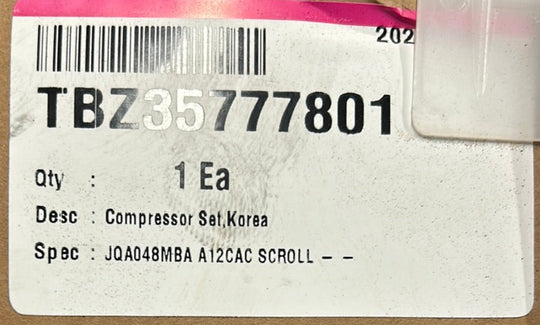 202
TBZ35777801
Qty : 1 Ea
Desc : Compressor Set,Korea
Spec : JQA048MBA A12CAC SCROLL - -